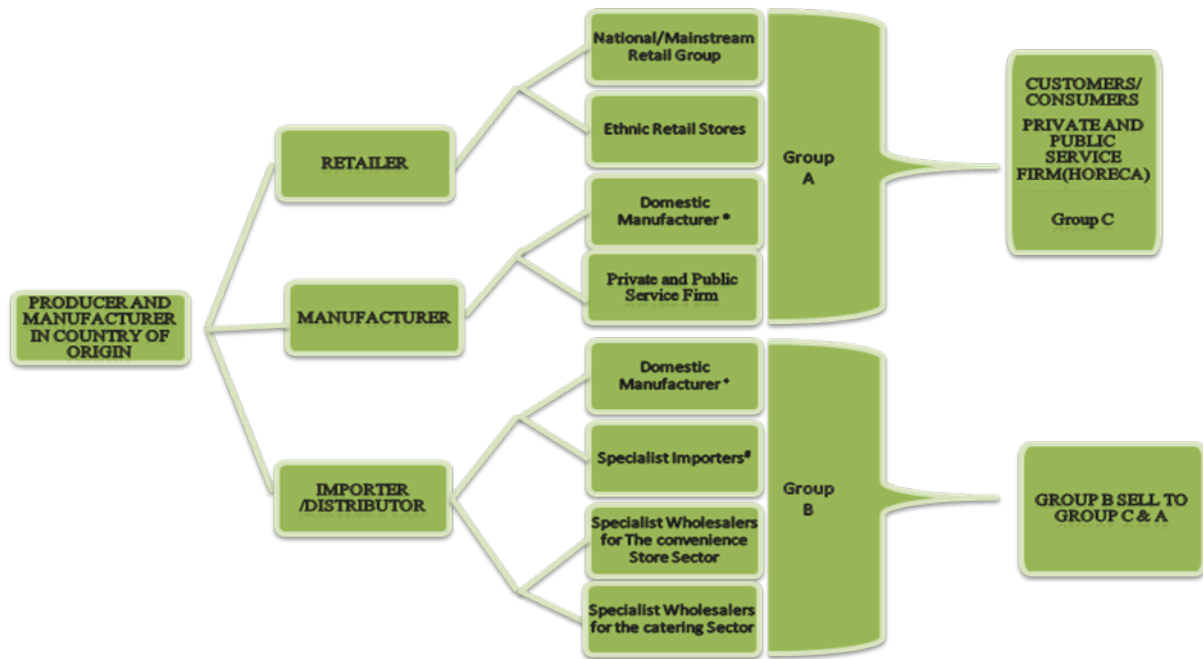 PRODUCER AND
MANUFACTURER
IN COUNTRY OF
ORIGIN
RETAILER
MANUFACTURER
IMPORTER
/DISTRIBUTOR
National/Mainstream
Retail Group
Ethnic Retail Stores
Domestic
Manufacturer *
Private and Public
Service Firm
Domestic
Manufacturer +
Specialist Importers#
Specialist Wholesalers
for The convenience
Store Sector
Specialist Wholesalers
for the catering Sector
Group
A
Group
B
CUSTOMERS/
CONSUMERS
PRIVATE AND
PUBLIC
SERVICE
FIRM(HORECA)
Group C
GROUP B SELL TO
GROUP C & A